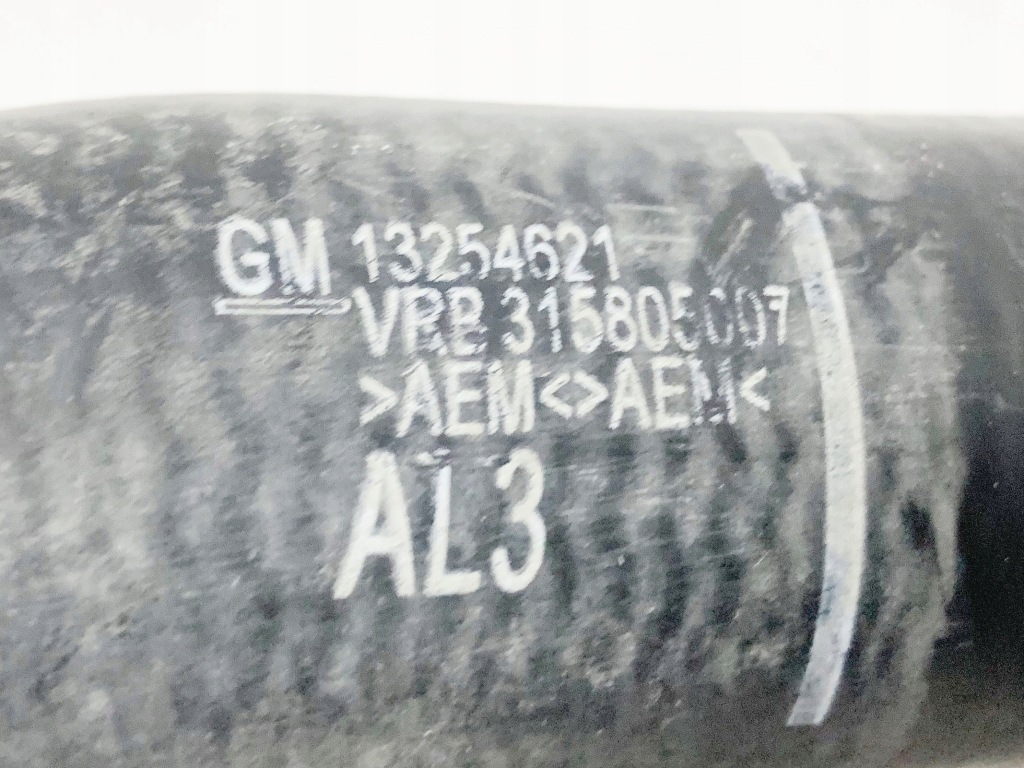 GM 13254621
VRB 315805007
>AEM<>AEM<
AL3